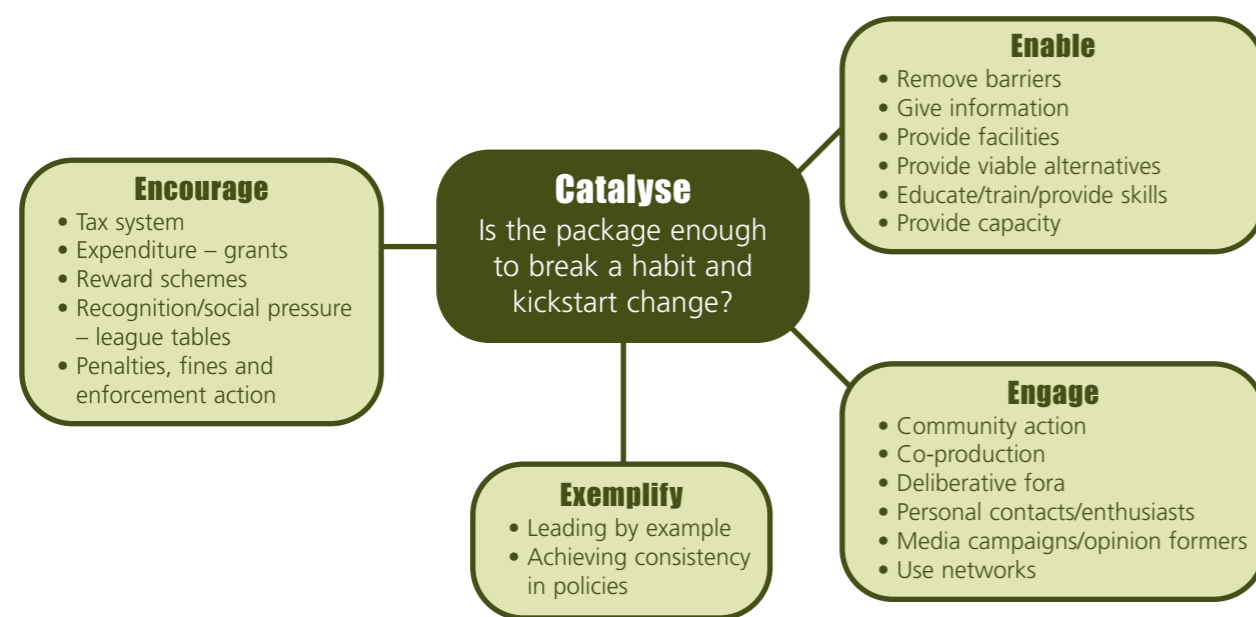 Enable
• Remove barriers
• Give information
• Provide facilities
• Provide viable alternatives
• Educate/train/provide skills
• Provide capacity
Encourage
• Tax system
• Expenditure – grants
• Reward schemes
• Recognition/social pressure
– league tables
• Penalties, fines and
enforcement action
Catalyse
Is the package enough
to break a habit and
kickstart change?
Engage
• Community action
• Co-production
• Deliberative fora
• Personal contacts/enthusiasts
• Media campaigns/opinion formers
• Use networks
Exemplify
• Leading by example
• Achieving consistency
in policies